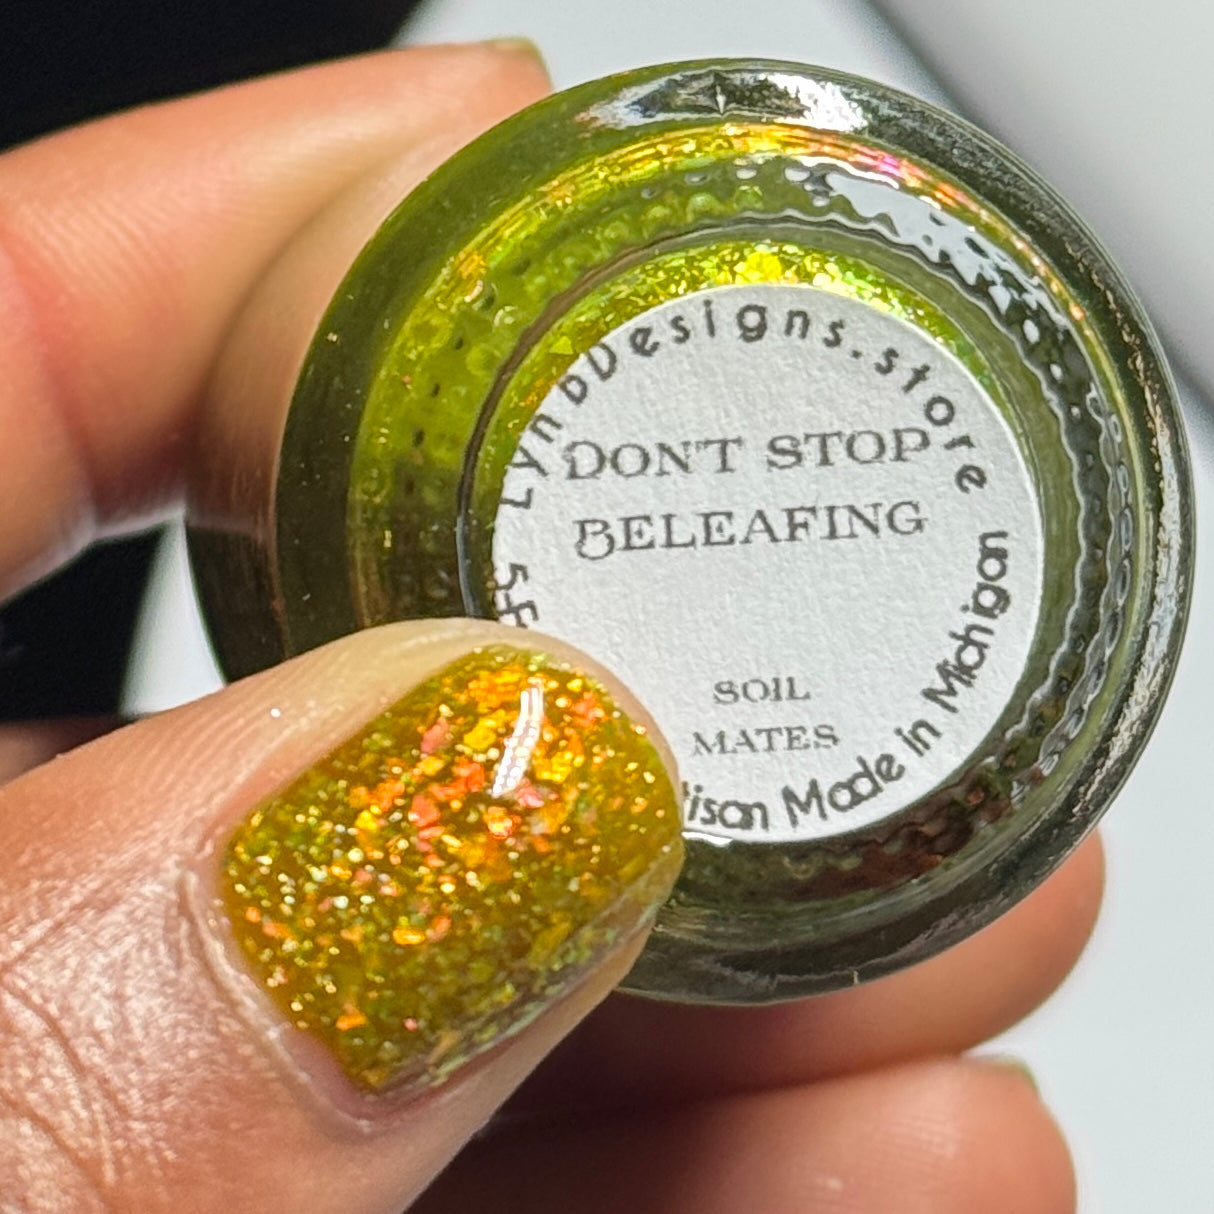 LynbDesigns.store
DON'T STOP
BELEAFING
SOIL
MATES
Made in Michigan